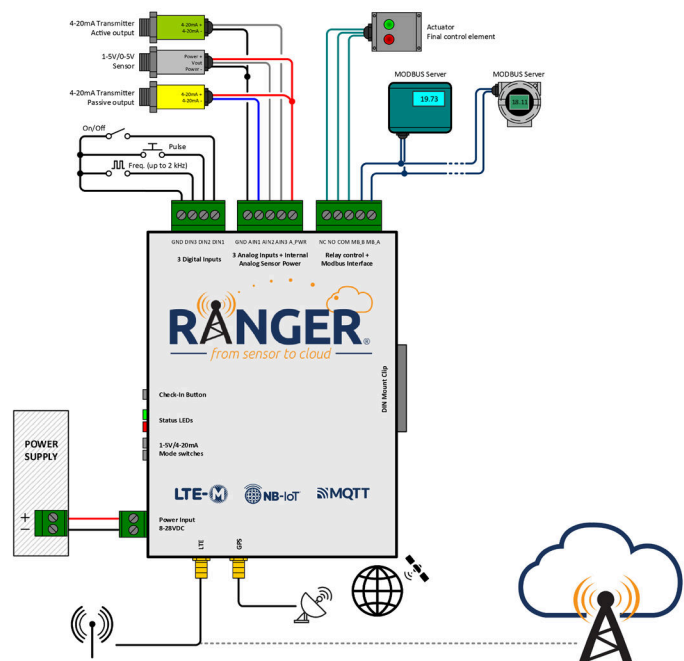 4-20mA Transmitter
Active output
4-20mA +
4-20mA -
1-5V/0-5V
Sensor
Power +
Vout
Power -
4-20mA Transmitter
Passive output
4-20mA +
4-20mA -
Actuator
Final control element
MODBUS Server
19.73
MODBUS Server
18.11
On/Off
Pulse
Freq. (up to 2 kHz)
GND DIN3 DIN2 DIN1
3 Digital Inputs
GND AIN1 AIN2 AIN3 A_PWR
3 Analog Inputs + Internal
Analog Sensor Power
NC NO COM MB_B MB_A
Relay control +
Modbus Interface
RANGER®
from sensor to cloud
DIN Mount Clip
Check-In Button
Status LEDs
1-5V/4-20mA
Mode switches
POWER
SUPPLY
+
-
LTE-M
NB-IoT
MQTT
Power Input
8-28VDC
LTE
GPS